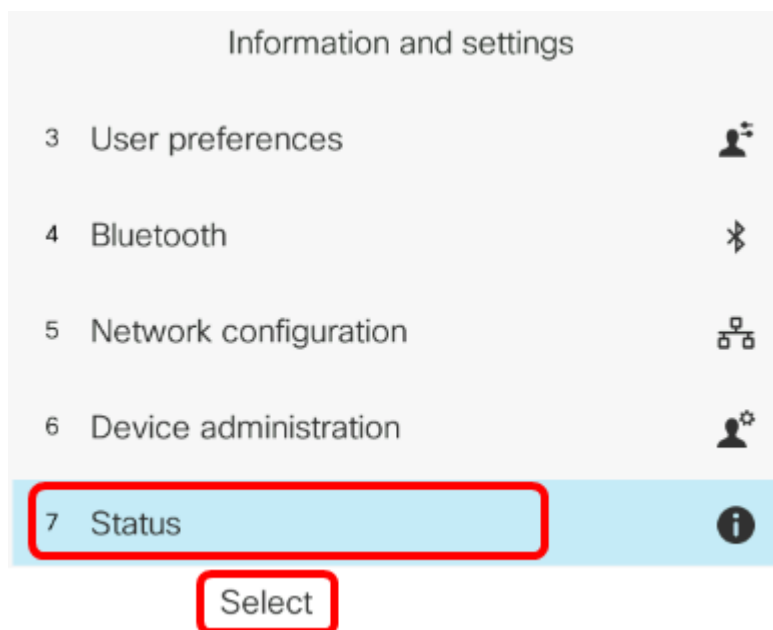 Information and settings
3 User preferences
4 Bluetooth
5 Network configuration
6 Device administration
7 Status
Select